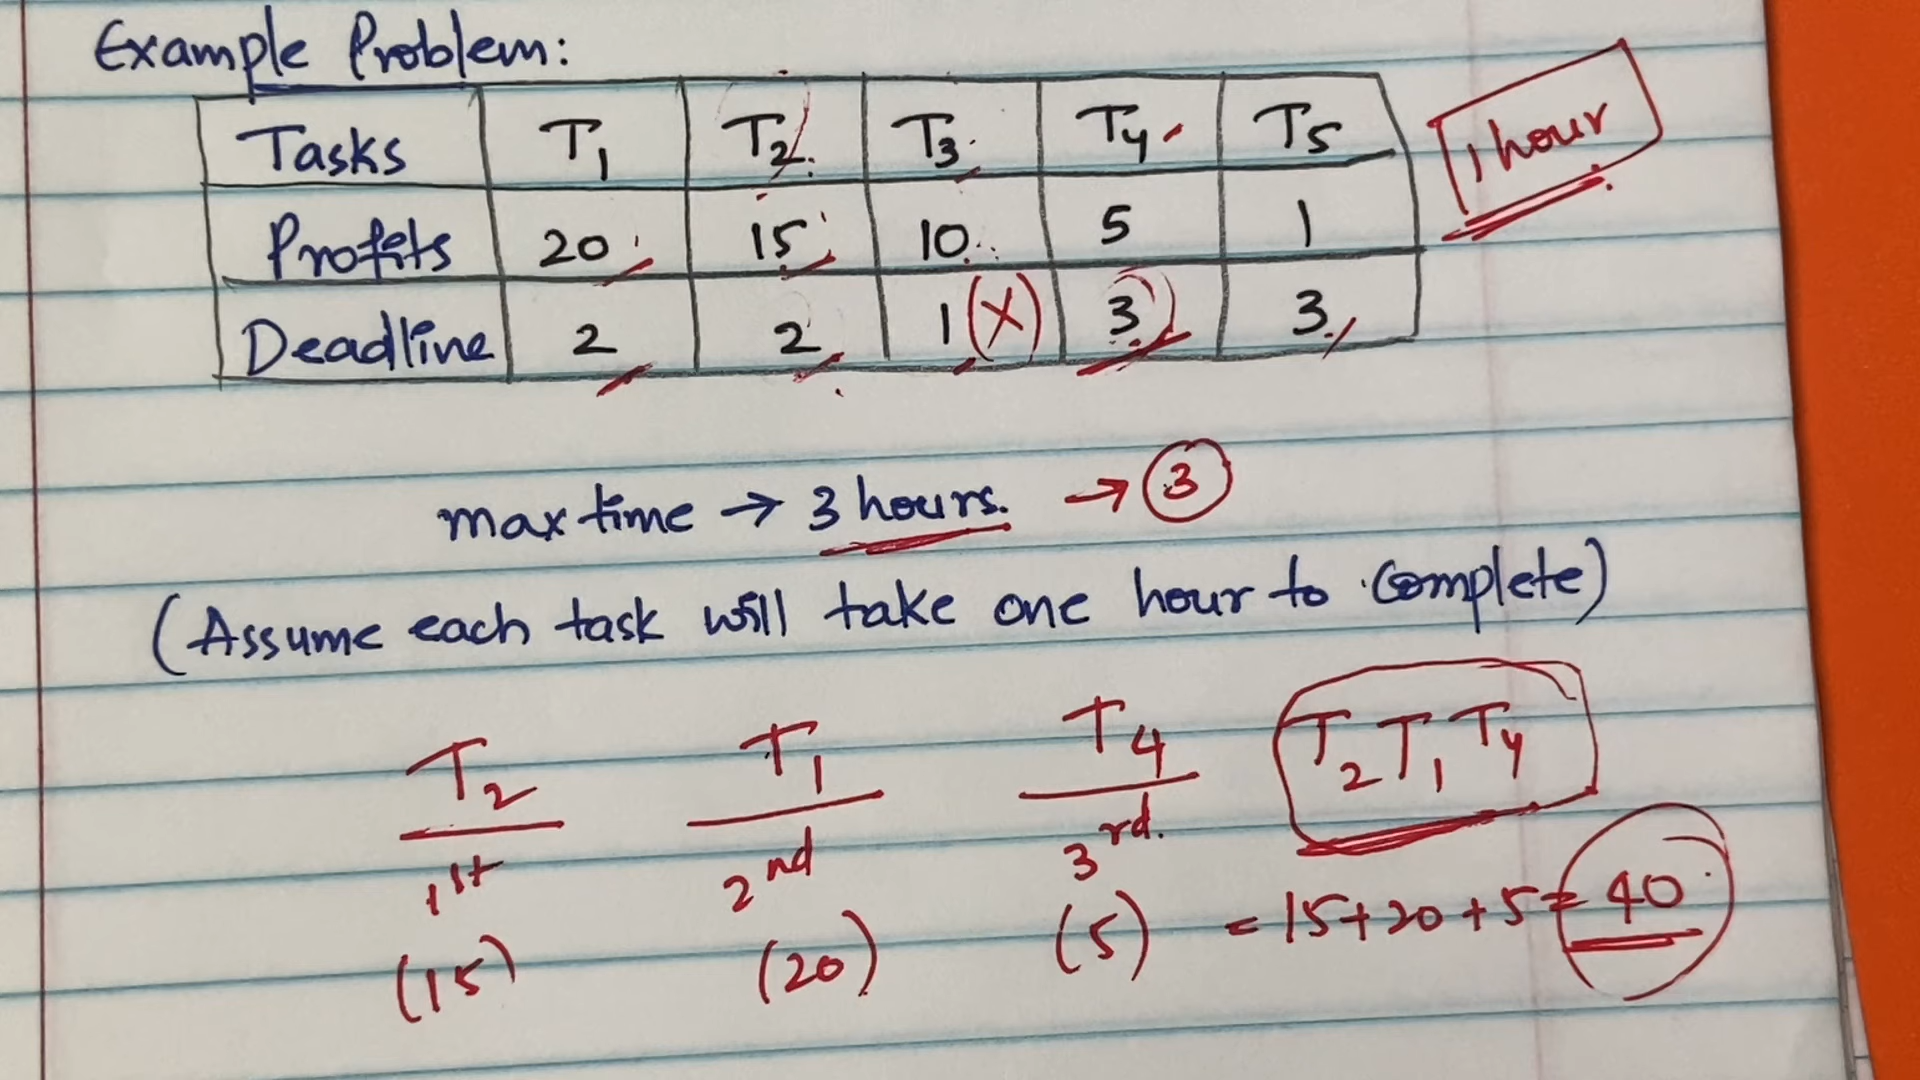 Example Problem:
Tasks T1 T2 T3 T4 T5
1 hour
Profits 20 15 10 5 1
Deadline 2 2 1 (X) 3 3
max time → 3 hours. → 3
(Assume each task will take one hour to complete)
T2 T1 T4 T2 T1 T4
1st 2nd 3rd.
(15) (20) (5) = 15+20+5 = 40